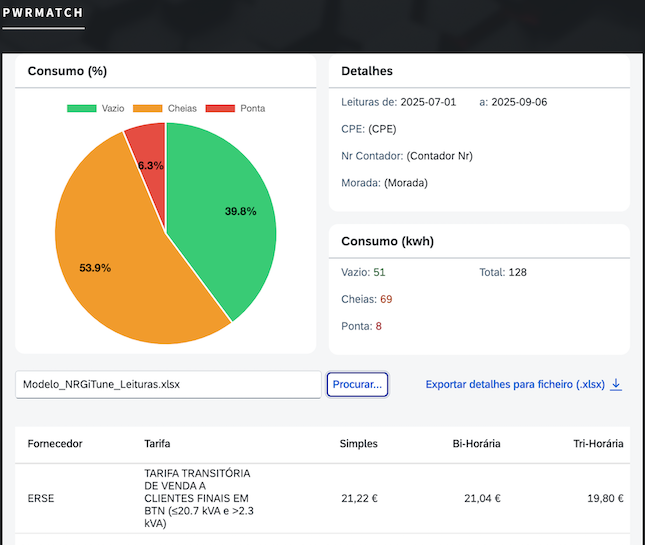 PWRMATCH
Consumo (%)
Vazio Cheias Ponta
6.3%
39.8%
53.9%
Detalhes
Leituras de: 2025-07-01 a: 2025-09-06
CPE: (CPE)
Nr Contador: (Contador Nr)
Morada: (Morada)
Consumo (kwh)
Vazio: 51 Total: 128
Cheias: 69
Ponta: 8
Modelo_NRGiTune_Leituras.xlsx Procurar... Exportar detalhes para ficheiro (.xlsx)
Fornecedor Tarifa Simples Bi-Horária Tri-Horária
TARIFA TRANSITÓRIA
DE VENDA A
ERSE CLIENTES FINAIS EM 21,22 € 21,04 € 19,80 €
BTN (≤20.7 kVA e >2.3
kVA)